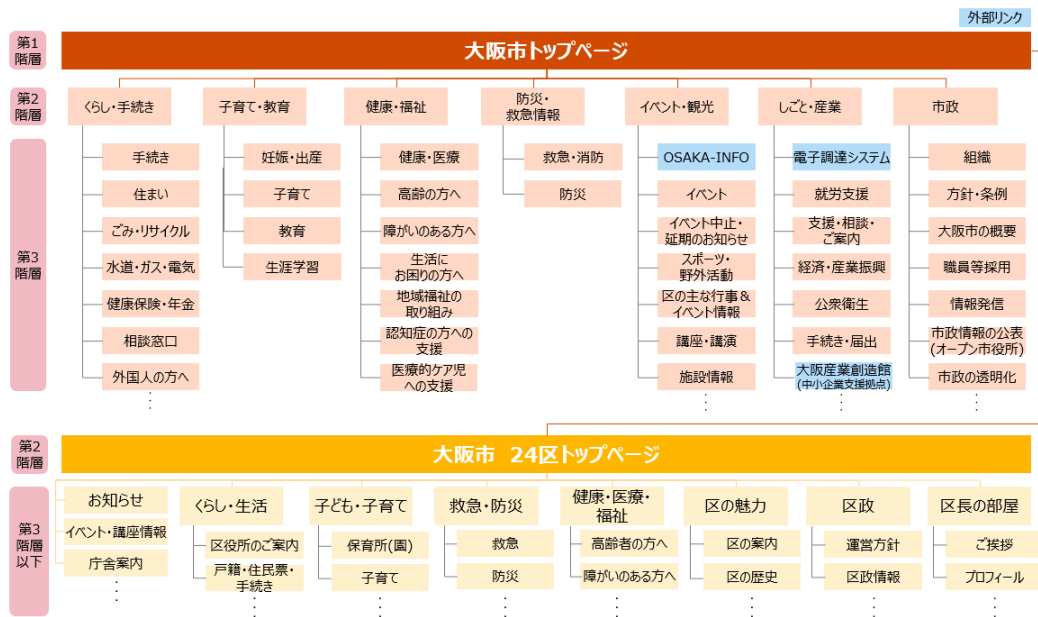 外部リンク
第1
階層
大阪市トップページ
第2
階層
くらし・手続き
子育て・教育
健康・福祉
防災・
救急情報
イベント・観光
しごと・産業
市政
第3
階層
手続き
住まい
ごみ・リサイクル
水道・ガス・電気
健康保険・年金
相談窓口
外国人の方へ
妊娠・出産
子育て
教育
生涯学習
健康・医療
高齢の方へ
障がいのある方へ
生活に
お困りの方へ
地域福祉の
取り組み
認知症の方への
支援
医療的ケア児
への支援
救急・消防
防災
OSAKA-INFO
イベント
イベント中止・
延期のお知らせ
スポーツ・
野外活動
区の主な行事＆
イベント情報
講座・講演
施設情報
電子調達システム
就労支援
支援・相談・
ご案内
経済・産業振興
公衆衛生
手続き・届出
大阪産業創造館
(中小企業支援拠点)
組織
方針・条例
大阪市の概要
職員等採用
情報発信
市政情報の公表
(オープン市役所)
市政の透明化
第2
階層
大阪市 24区トップページ
第3
階層
以下
お知らせ
イベント・講座情報
庁舎案内
くらし・生活
区役所のご案内
戸籍・住民票・
手続き
子ども・子育て
保育所(園)
子育て
救急・防災
救急
防災
健康・医療・
福祉
高齢者の方へ
障がいのある方へ
区の魅力
区の案内
区の歴史
区政
運営方針
区政情報
区長の部屋
ご挨拶
プロフィール